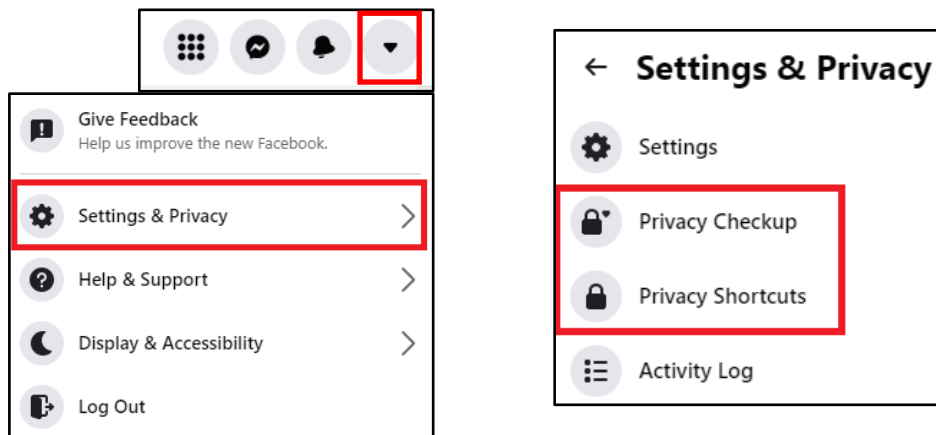 Give Feedback
Help us improve the new Facebook.
Settings & Privacy
Help & Support
Display & Accessibility
Log Out
Settings & Privacy
Settings
Privacy Checkup
Privacy Shortcuts
Activity Log